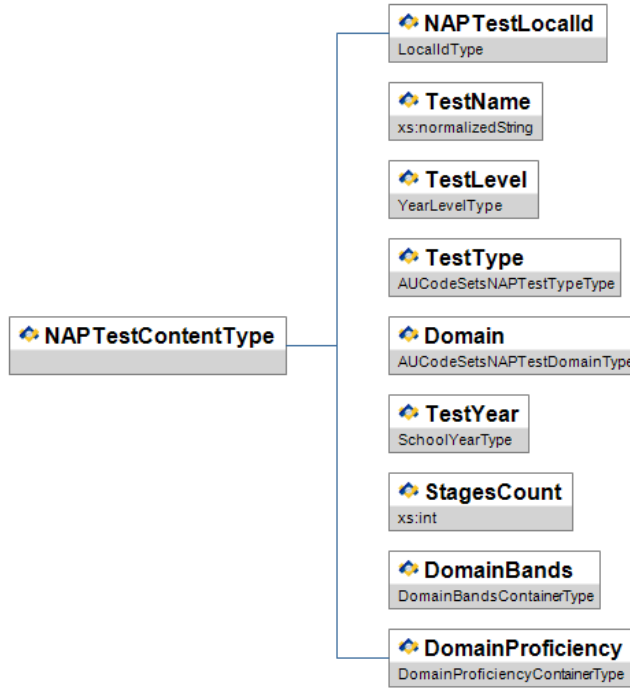 NAPTestLocalId
LocalIdType
TestName
xs:normalizedString
TestLevel
YearLevelType
TestType
AUCodeSetsNAPTestTypeType
NAPTestContentType
Domain
AUCodeSetsNAPTestDomainType
TestYear
SchoolYearType
StagesCount
xs:int
DomainBands
DomainBandsContainerType
DomainProficiency
DomainProficiencyContainerType